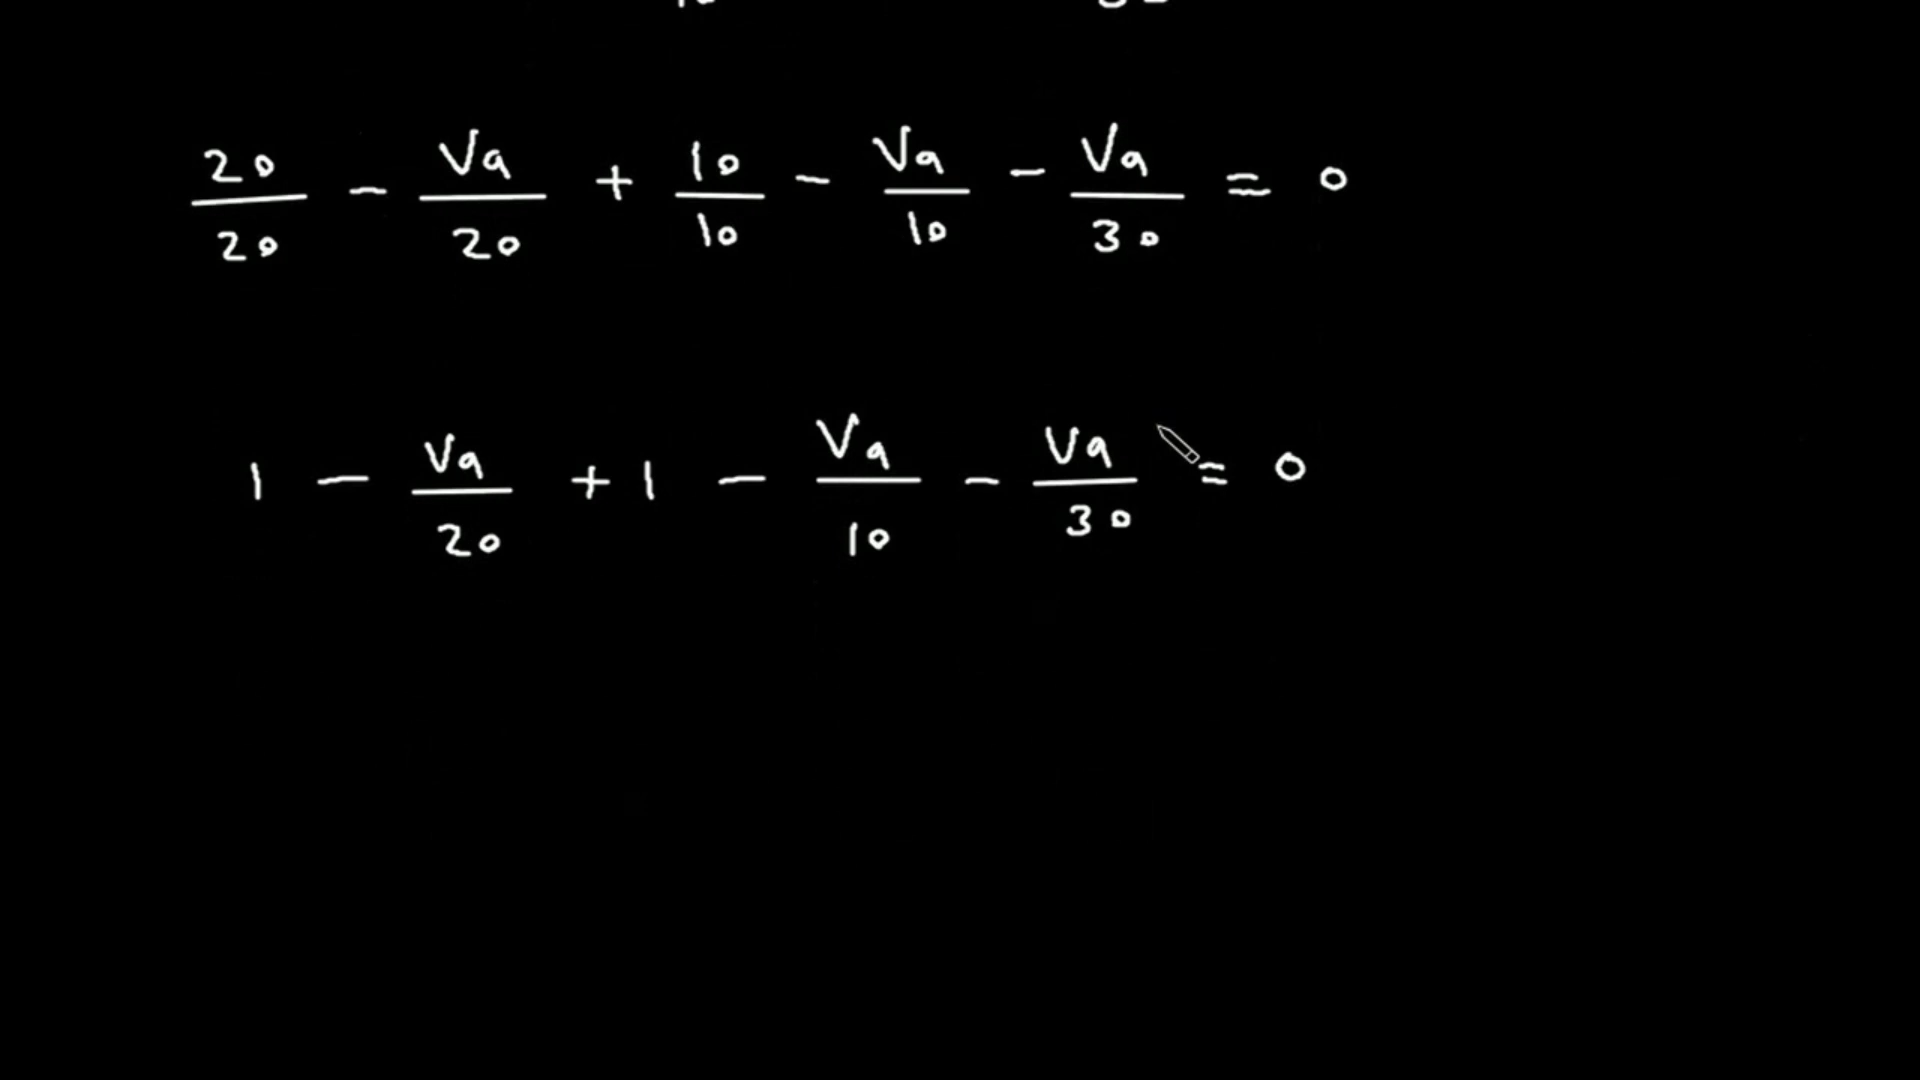 20/20 - Va/20 + 10/10 - Va/10 - Va/30 = 0
1 - Va/20 + 1 - Va/10 - Va/30 = 0